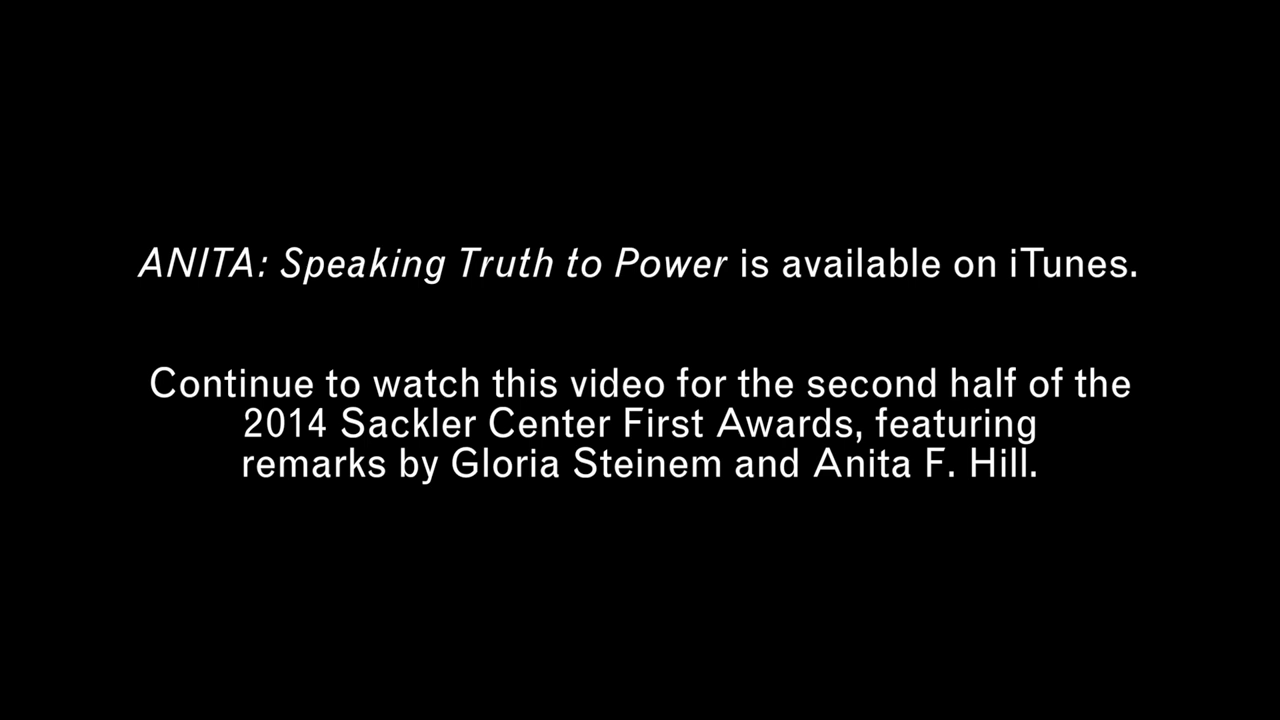 ANITA: Speaking Truth to Power is available on iTunes.
Continue to watch this video for the second half of the
2014 Sackler Center First Awards, featuring
remarks by Gloria Steinem and Anita F. Hill.